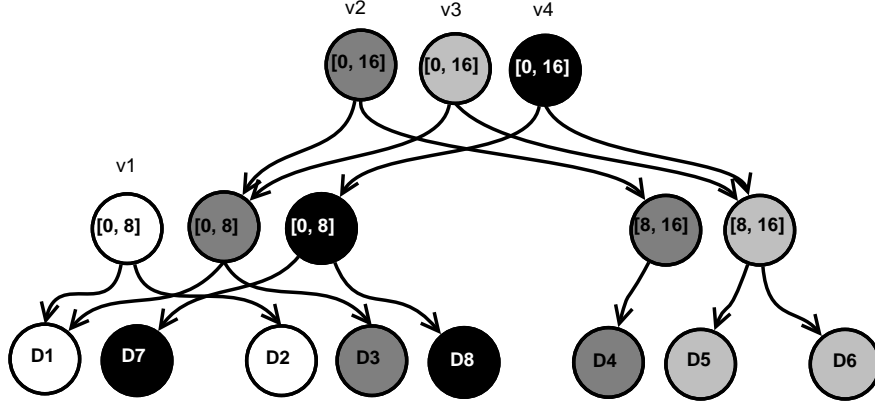 v2 v3 v4
[0, 16] [0, 16] [0, 16]
v1
[0, 8] [0, 8] [0, 8] [8, 16] [8, 16]
D1 D7 D2 D3 D8 D4 D5 D6